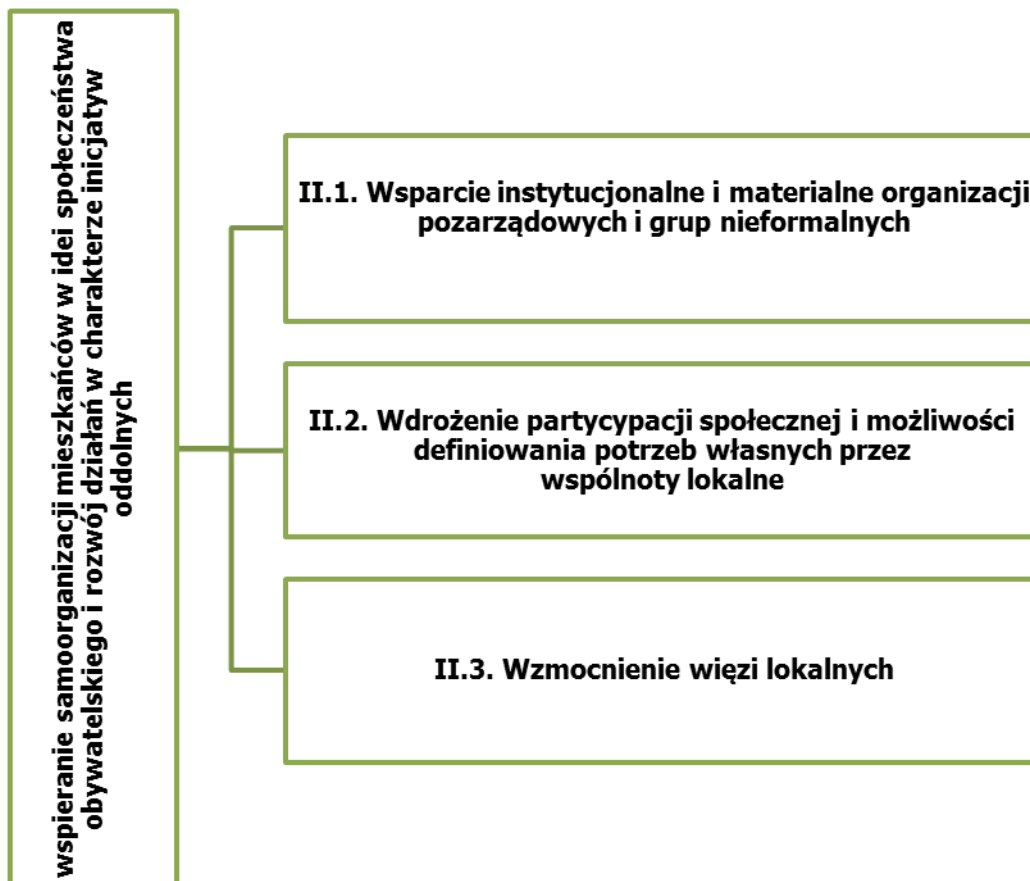 wspieranie samoorganizacji mieszkańców w idei społeczeństwa
obywatelskiego i rozwój działań w charakterze inicjatyw
oddolnych
II.1. Wsparcie instytucjonalne i materialne organizacji
pozarządowych i grup nieformalnych
II.2. Wdrożenie partycypacji społecznej i możliwości
definiowania potrzeb własnych przez
wspólnoty lokalne
II.3. Wzmocnienie więzi lokalnych